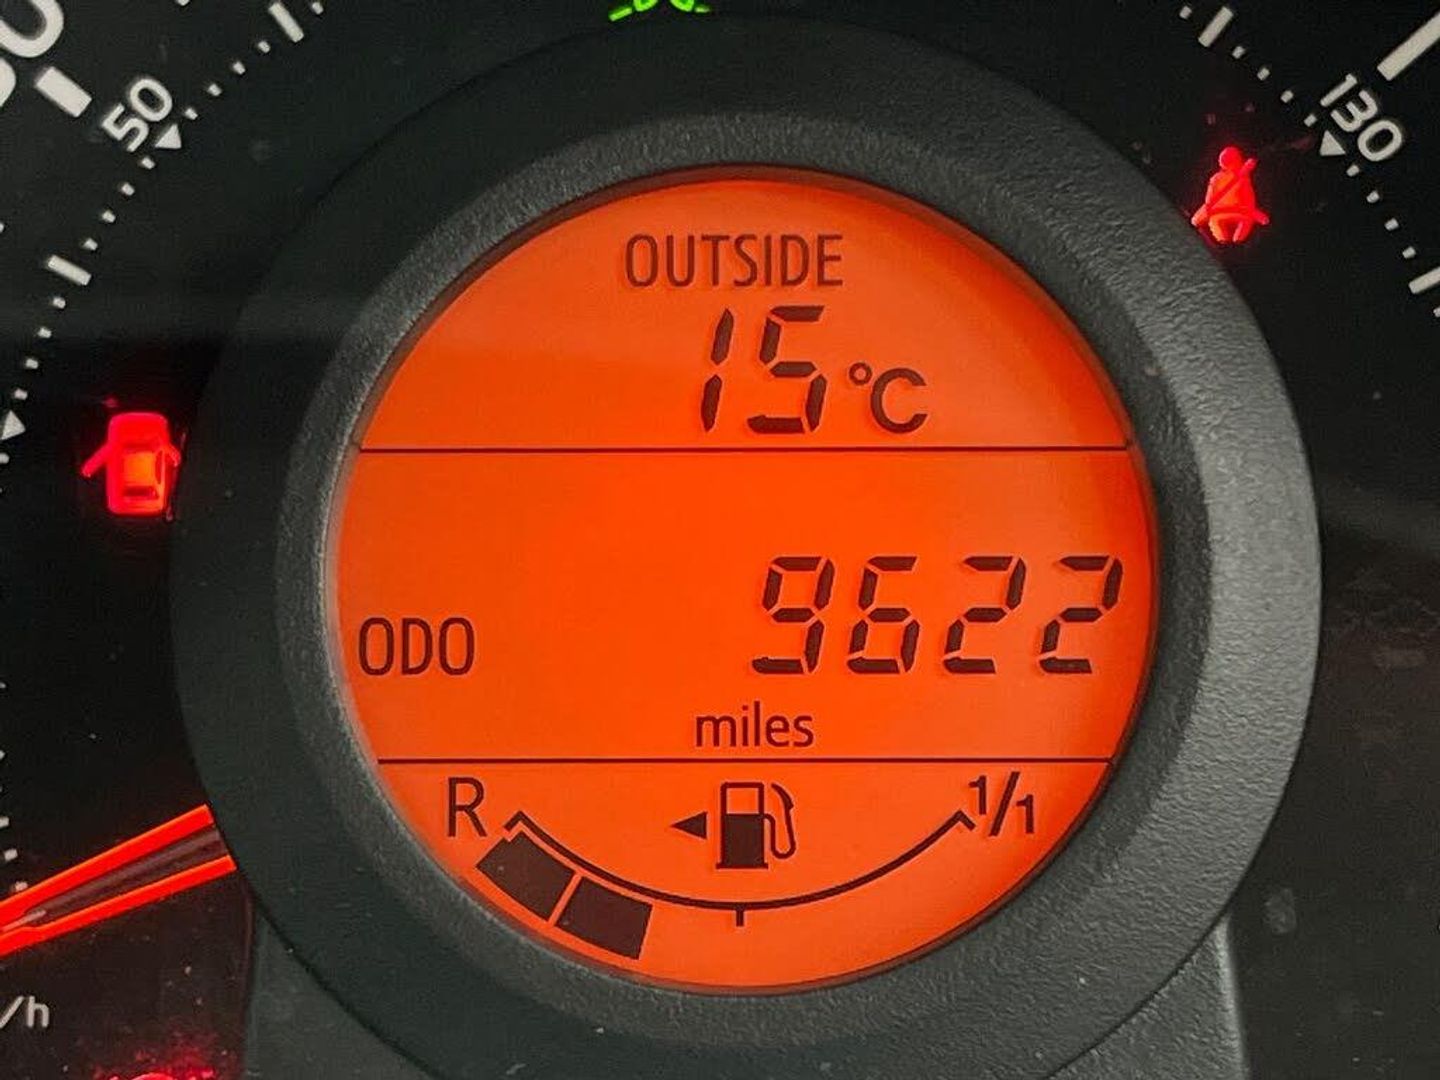 50
130
OUTSIDE
15°C
ODO 9622
miles
R 1/1
/h